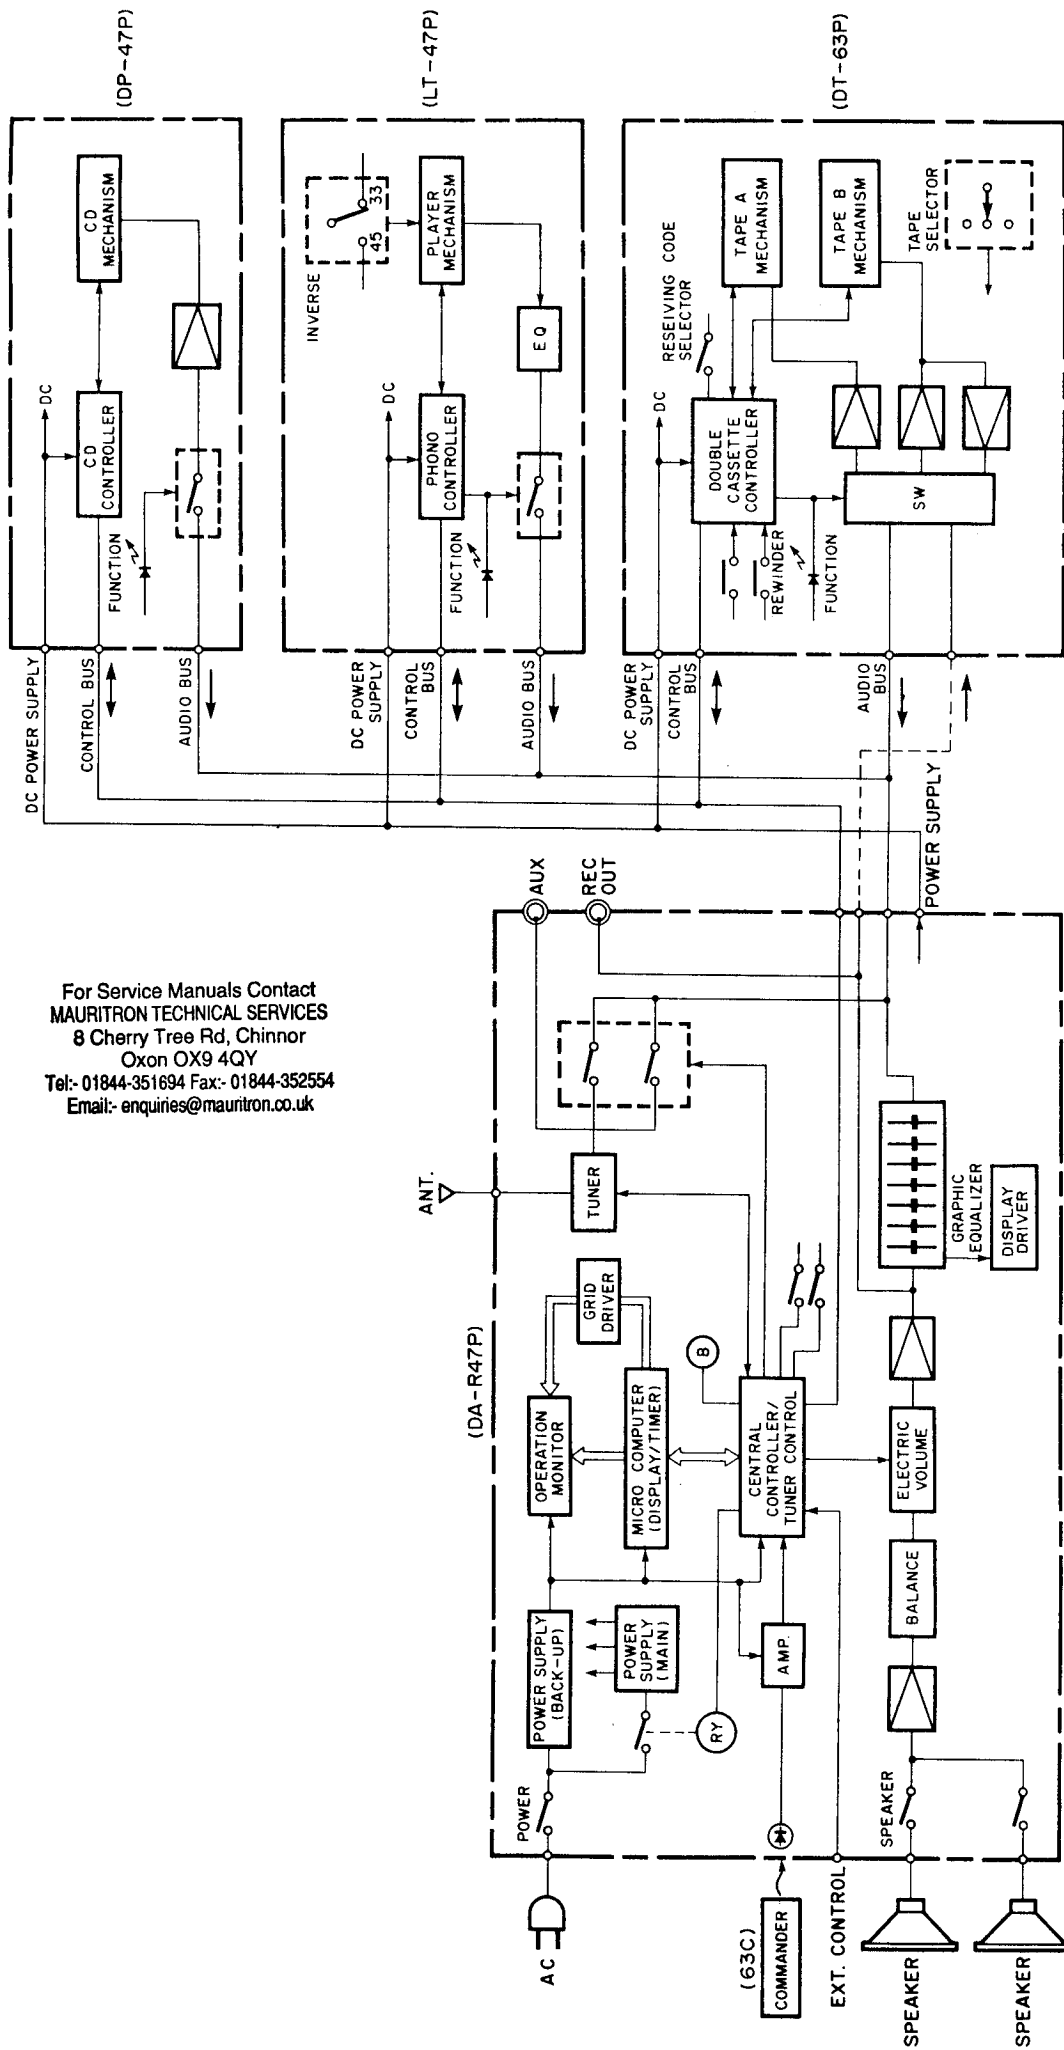 (DP-47P)
DC POWER SUPPLY
CONTROL BUS
AUDIO BUS
DC
CD
CONTROLLER
CD
MECHANISM
FUNCTION
(LT-47P)
DC POWER
SUPPLY
CONTROL
BUS
AUDIO BUS
DC
PHONO
CONTROLLER
FUNCTION
INVERSE
45
33
PLAYER
MECHANISM
EQ
(DT-63P)
DC POWER
SUPPLY
CONTROL BUS
AUDIO
BUS
DC
RESEIVING CODE
SELECTOR
DOUBLE
CASSETTE
CONTROLLER
REWINDER
FUNCTION
SW
TAPE A
MECHANISM
TAPE B
MECHANISM
TAPE
SELECTOR
For Service Manuals Contact
MAURITRON TECHNICAL SERVICES
8 Cherry Tree Rd, Chinnor
Oxon OX9 4QY
Tel:- 01844-351694 Fax:- 01844-352554
Email:- enquiries@mauritron.co.uk
(DA-R47P)
AC
POWER
POWER SUPPLY
(BACK-UP)
POWER
SUPPLY
(MAIN)
RY
OPERATION
MONITOR
GRID
DRIVER
MICRO COMPUTER
(DISPLAY/TIMER)
B
ANT.
TUNER
AUX
REC
OUT
POWER SUPPLY
(63C)
COMMANDER
AMP.
CENTRAL
CONTROLLER/
TUNER CONTROL
EXT. CONTROL
SPEAKER
SPEAKER
SPEAKER
BALANCE
ELECTRIC
VOLUME
GRAPHIC
EQUALIZER
DISPLAY
DRIVER